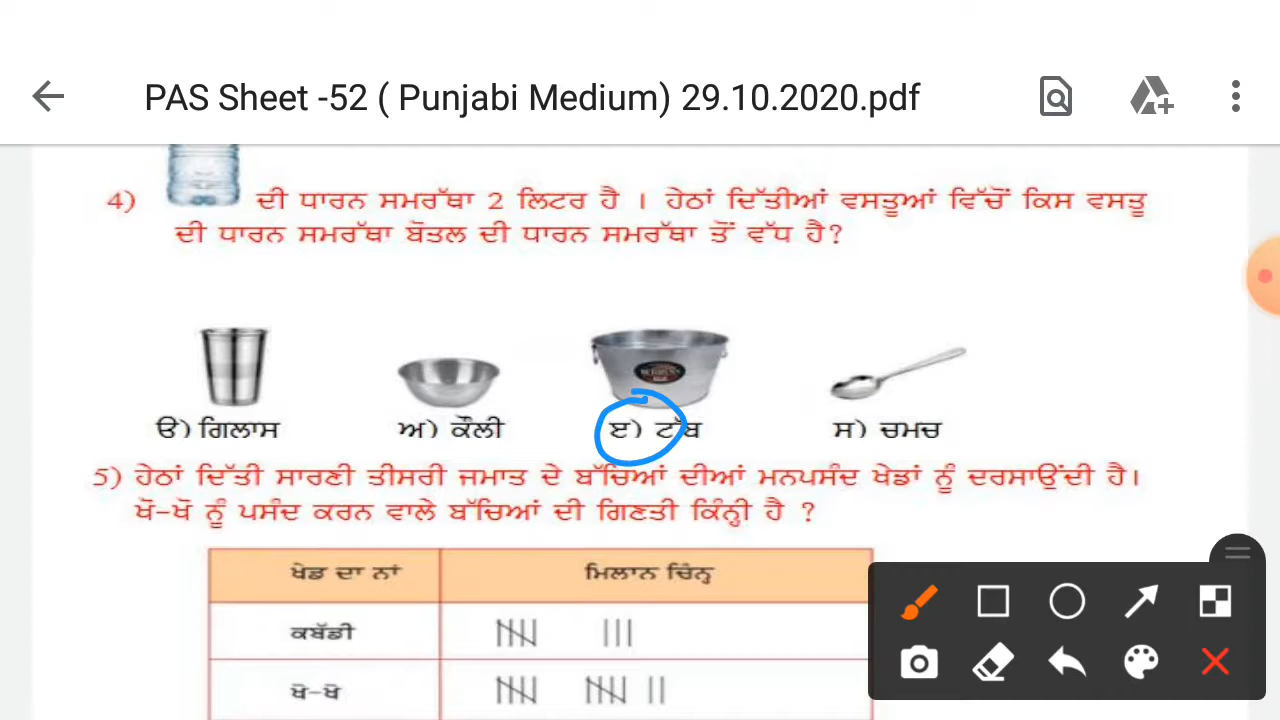 PAS Sheet -52 ( Punjabi Medium) 29.10.2020.pdf
4) ਦੀ ਧਾਰਨ ਸਮਰੱਥਾ 2 ਲਿਟਰ ਹੈ । ਹੇਠਾਂ ਦਿੱਤੀਆਂ ਵਸਤੂਆਂ ਵਿੱਚੋਂ ਕਿਸ ਵਸਤੂ
ਦੀ ਧਾਰਨ ਸਮਰੱਥਾ ਬੋਤਲ ਦੀ ਧਾਰਨ ਸਮਰੱਥਾ ਤੋਂ ਵੱਧ ਹੈ?
ੳ) ਗਿਲਾਸ ਅ) ਕੌਲੀ ੲ) ਟੱਬ ਸ) ਚਮਚ
5) ਹੇਠਾਂ ਦਿੱਤੀ ਸਾਰਣੀ ਤੀਸਰੀ ਜਮਾਤ ਦੇ ਬੱਚਿਆਂ ਦੀਆਂ ਮਨਪਸੰਦ ਖੇਡਾਂ ਨੂੰ ਦਰਸਾਉਂਦੀ ਹੈ।
ਖੋ-ਖੋ ਨੂੰ ਪਸੰਦ ਕਰਨ ਵਾਲੇ ਬੱਚਿਆਂ ਦੀ ਗਿਣਤੀ ਕਿੰਨ੍ਹੀ ਹੈ ?
ਖੇਡ ਦਾ ਨਾਂ ਮਿਲਾਨ ਚਿੰਨ੍ਹ
ਕਬੱਡੀ
ਖੋ-ਖੋ